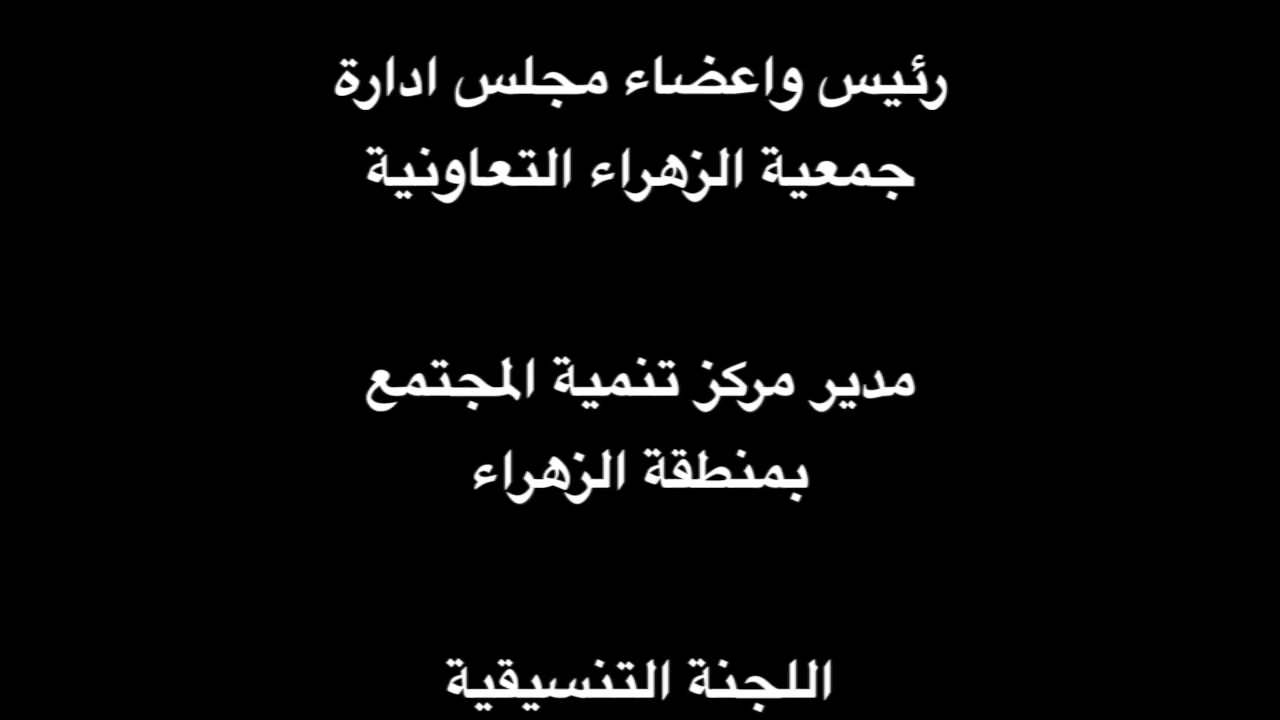 رئيس واعضاء مجلس ادارة
جمعية الزهراء التعاونية
مدير مركز تنمية المجتمع
بمنطقة الزهراء
اللجنة التنسيقية